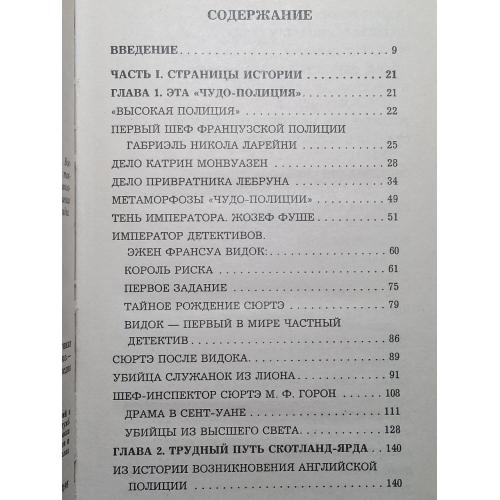 СОДЕРЖАНИЕ
ВВЕДЕНИЕ . . . . . . . . . . . . . . . . . . . . . . . . 9
ЧАСТЬ I. СТРАНИЦЫ ИСТОРИИ . . . . . . . . . . 21
ГЛАВА 1. ЭТА «ЧУДО-ПОЛИЦИЯ» . . . . . . . . . . 21
«ВЫСОКАЯ ПОЛИЦИЯ» . . . . . . . . . . . . . . . . 22
ПЕРВЫЙ ШЕФ ФРАНЦУЗСКОЙ ПОЛИЦИИ
ГАБРИЭЛЬ НИКОЛА ЛАРЕЙНИ . . . . . . . . . . 25
ДЕЛО КАТРИН МОНВУАЗЕН . . . . . . . . . . . . 28
ДЕЛО ПРИВРАТНИКА ЛЕБРУНА . . . . . . . . . . 34
МЕТАМОРФОЗЫ «ЧУДО-ПОЛИЦИИ» . . . . . . . . 49
ТЕНЬ ИМПЕРАТОРА. ЖОЗЕФ ФУШЕ . . . . . . . . 51
ИМПЕРАТОР ДЕТЕКТИВОВ.
ЭЖЕН ФРАНСУА ВИДОК: . . . . . . . . . . . . . . 60
КОРОЛЬ РИСКА . . . . . . . . . . . . . . . . . . 61
ПЕРВОЕ ЗАДАНИЕ . . . . . . . . . . . . . . . . 75
ТАЙНОЕ РОЖДЕНИЕ СЮРТЭ . . . . . . . . . . . . 79
ВИДОК — ПЕРВЫЙ В МИРЕ ЧАСТНЫЙ
ДЕТЕКТИВ . . . . . . . . . . . . . . . . . . . . 86
СЮРТЭ ПОСЛЕ ВИДОКА . . . . . . . . . . . . . . 89
УБИЙЦА СЛУЖАНОК ИЗ ЛИОНА . . . . . . . . . . 91
ШЕФ-ИНСПЕКТОР СЮРТЭ М. Ф. ГОРОН . . . . . . 108
ДРАМА В СЕНТ-УАНЕ . . . . . . . . . . . . . . 111
УБИЙЦЫ ИЗ ВЫСШЕГО СВЕТА . . . . . . . . . . 128
ГЛАВА 2. ТРУДНЫЙ ПУТЬ СКОТЛАНД-ЯРДА . . . . 140
ИЗ ИСТОРИИ ВОЗНИКНОВЕНИЯ АНГЛИЙСКОЙ
ПОЛИЦИИ . . . . . . . . . . . . . . . . . . . . 140